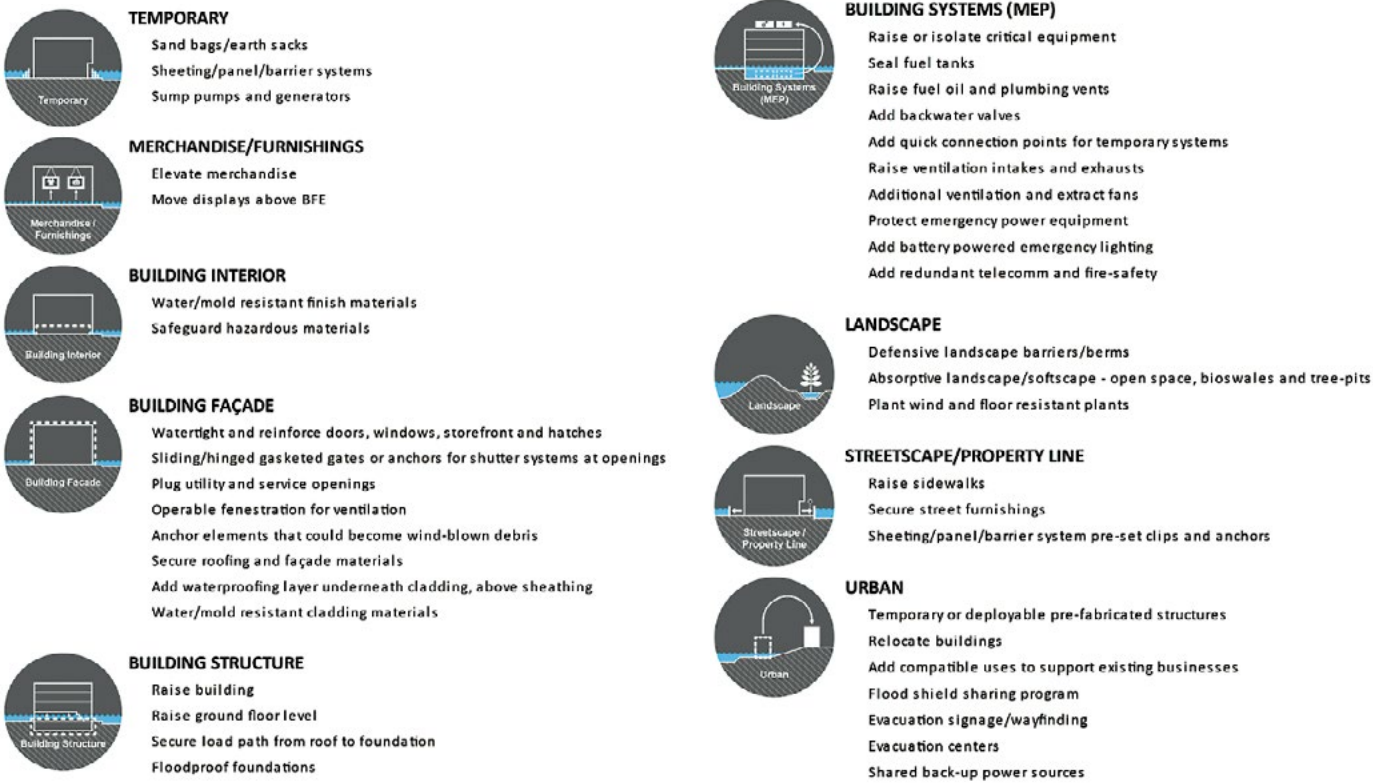 TEMPORARY
Sand bags/earth sacks
Sheeting/panel/barrier systems
Sump pumps and generators
Temporary
MERCHANDISE/FURNISHINGS
Elevate merchandise
Move displays above BFE
Merchandise /
Furnishings
BUILDING INTERIOR
Water/mold resistant finish materials
Safeguard hazardous materials
Building Interior
BUILDING FAÇADE
Watertight and reinforce doors, windows, storefront and hatches
Sliding/hinged gasketed gates or anchors for shutter systems at openings
Plug utility and service openings
Operable fenestration for ventilation
Anchor elements that could become wind-blown debris
Secure roofing and façade materials
Add waterproofing layer underneath cladding, above sheathing
Water/mold resistant cladding materials
Building Facade
BUILDING STRUCTURE
Raise building
Raise ground floor level
Secure load path from roof to foundation
Floodproof foundations
Building Structure
BUILDING SYSTEMS (MEP)
Raise or isolate critical equipment
Seal fuel tanks
Raise fuel oil and plumbing vents
Add backwater valves
Add quick connection points for temporary systems
Raise ventilation intakes and exhausts
Additional ventilation and extract fans
Protect emergency power equipment
Add battery powered emergency lighting
Add redundant telecomm and fire-safety
Building Systems
(MEP)
LANDSCAPE
Defensive landscape barriers/berms
Absorptive landscape/softscape - open space, bioswales and tree-pits
Plant wind and floor resistant plants
Landscape
STREETSCAPE/PROPERTY LINE
Raise sidewalks
Secure street furnishings
Sheeting/panel/barrier system pre-set clips and anchors
Streetscape /
Property Line
URBAN
Temporary or deployable pre-fabricated structures
Relocate buildings
Add compatible uses to support existing businesses
Flood shield sharing program
Evacuation signage/wayfinding
Evacuation centers
Shared back-up power sources
Urban